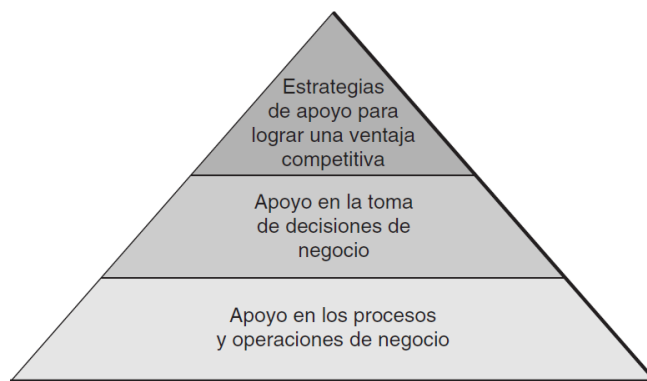 Estrategias
de apoyo para
lograr una ventaja
competitiva
Apoyo en la toma
de decisiones de
negocio
Apoyo en los procesos
y operaciones de negocio